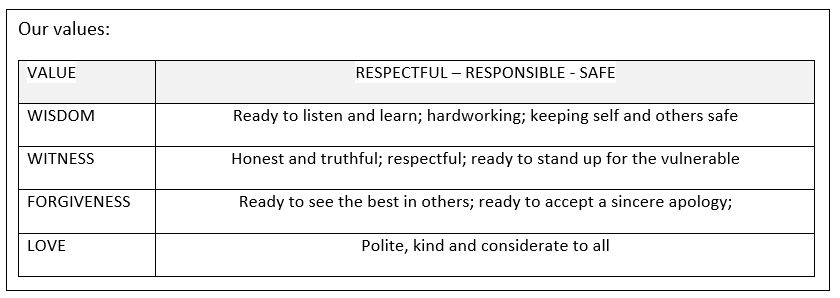 Our values:
VALUE RESPECTFUL – RESPONSIBLE - SAFE
WISDOM Ready to listen and learn; hardworking; keeping self and others safe
WITNESS Honest and truthful; respectful; ready to stand up for the vulnerable
FORGIVENESS Ready to see the best in others; ready to accept a sincere apology;
LOVE Polite, kind and considerate to all